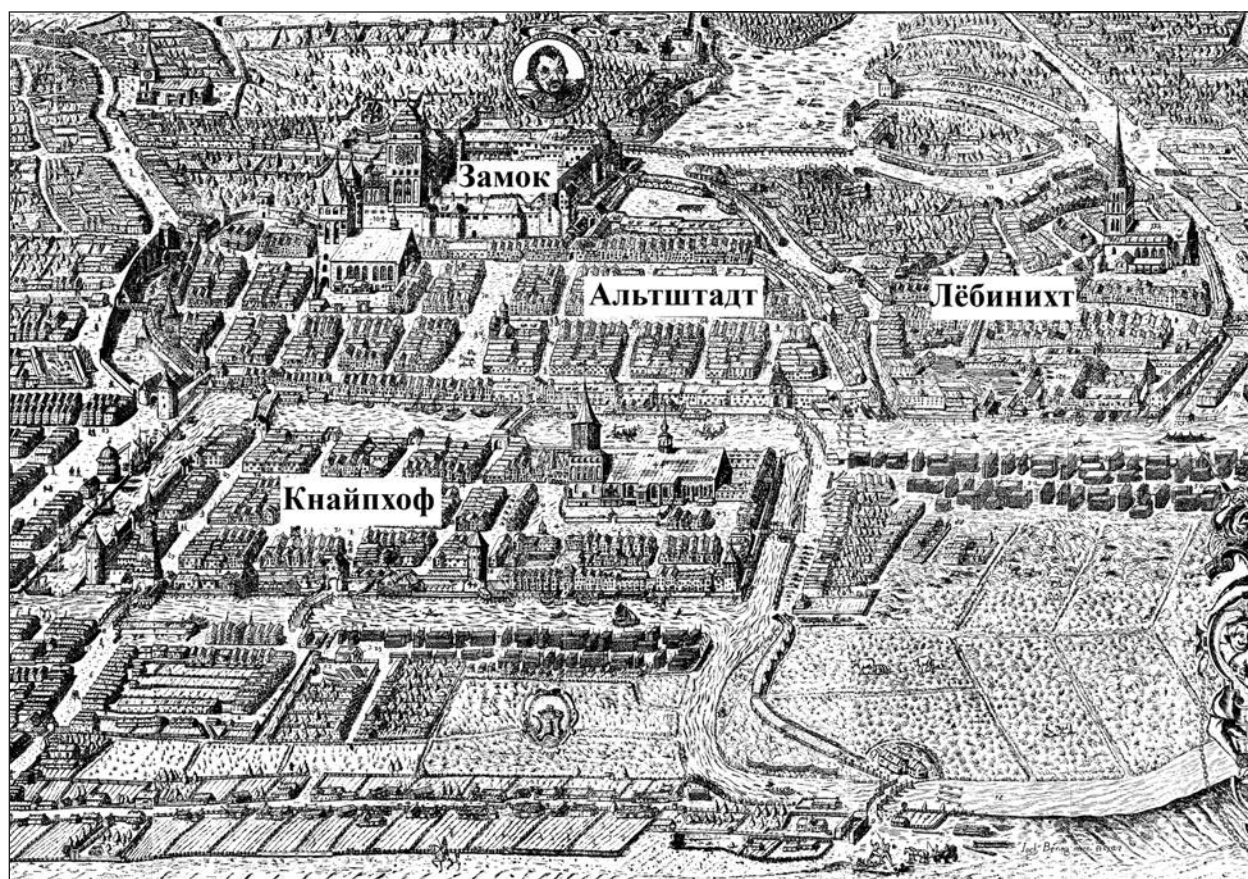 Замок
Альтштадт
Лёбинихт
Кнайпхоф